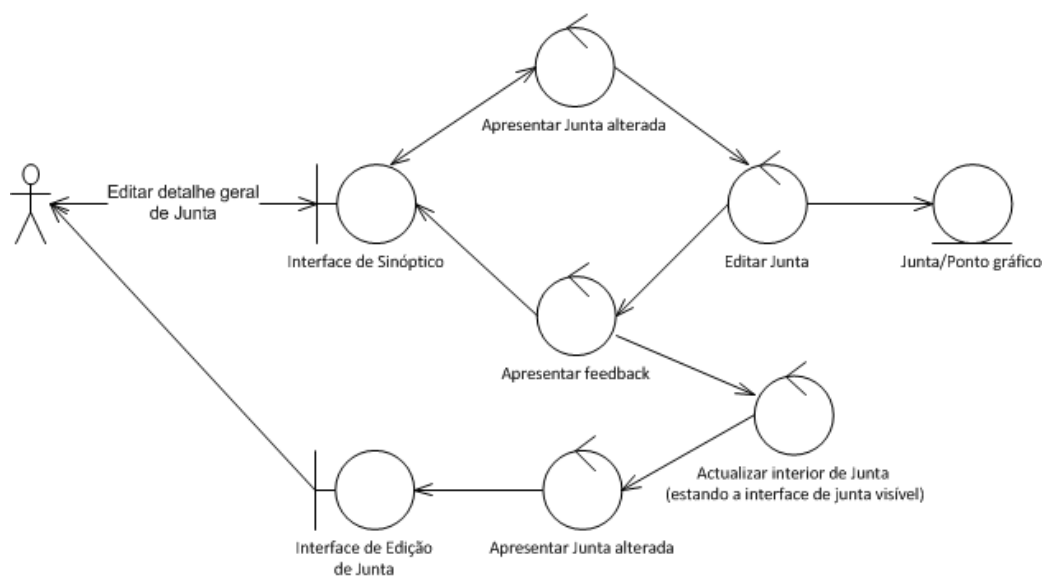 Apresentar Junta alterada
Editar detalhe geral
de Junta
Interface de Sinóptico
Editar Junta
Junta/Ponto gráfico
Apresentar feedback
Actualizar interior de Junta
(estando a interface de junta visível)
Interface de Edição
de Junta
Apresentar Junta alterada